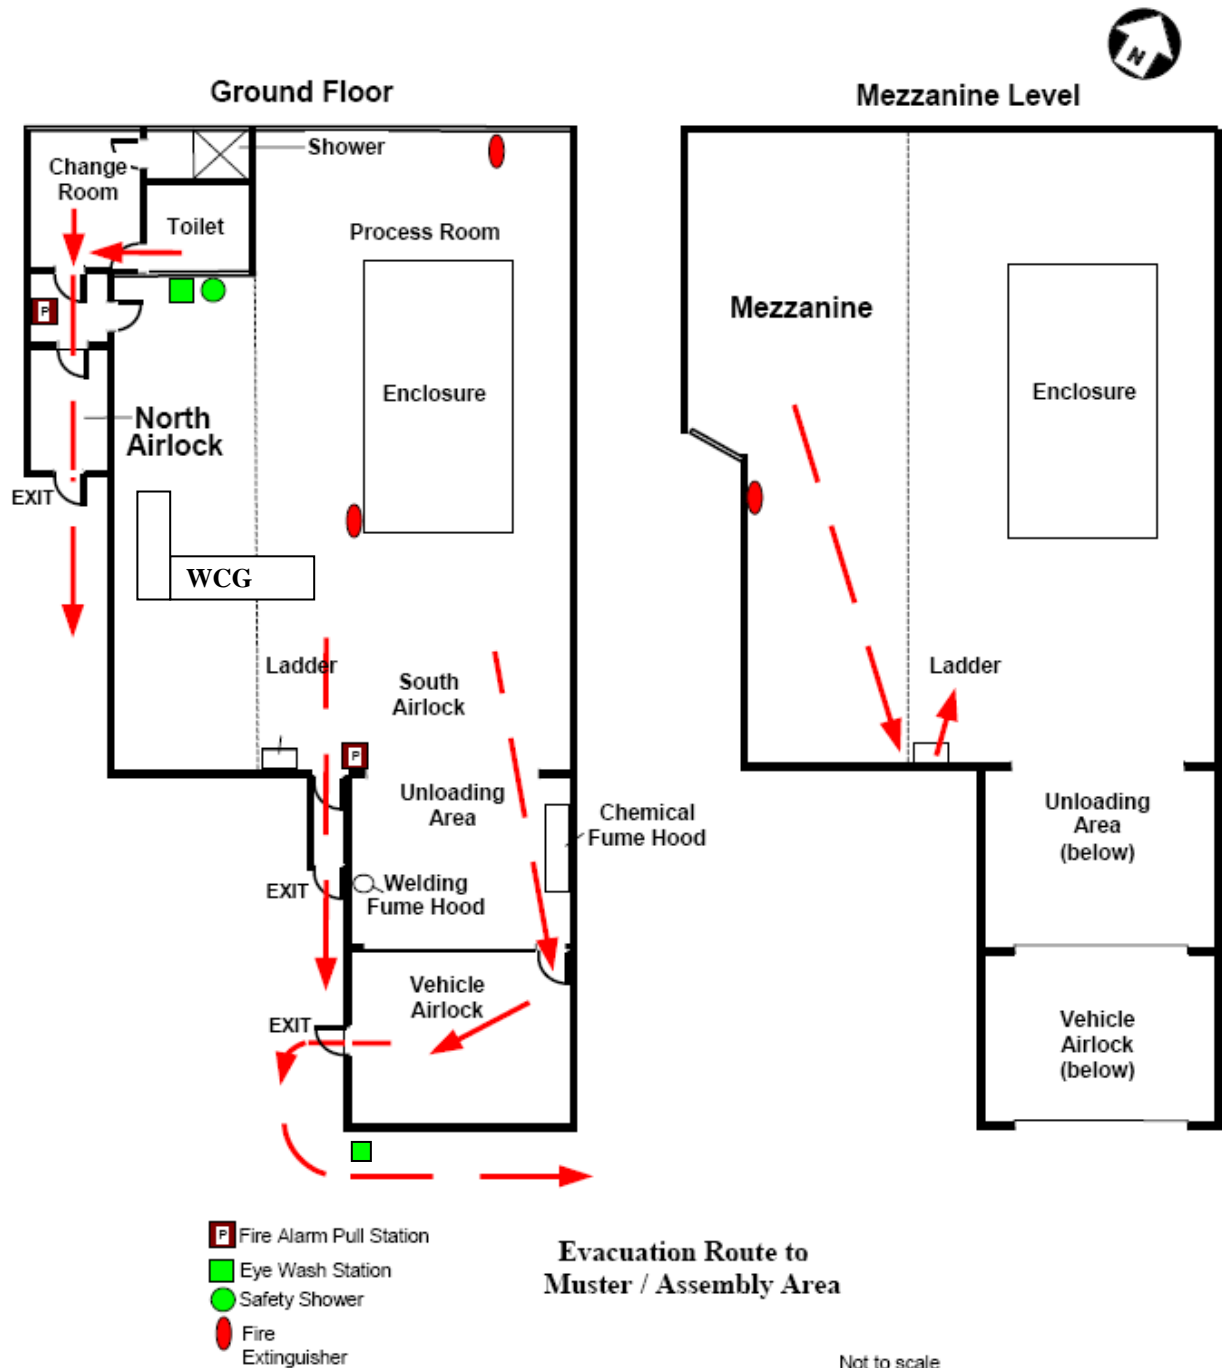 N
Ground Floor
Mezzanine Level
Shower
Change
Room
Toilet
Process Room
P
Mezzanine
Enclosure
Enclosure
North
Airlock
EXIT
WCG
Ladder
South
Airlock
Ladder
P
Unloading
Area
Chemical
Fume Hood
Unloading
Area
(below)
EXIT
Welding
Fume Hood
Vehicle
Airlock
EXIT
Vehicle
Airlock
(below)
P Fire Alarm Pull Station
Eye Wash Station
Safety Shower
Fire
Extinguisher
Evacuation Route to
Muster / Assembly Area
Not to scale